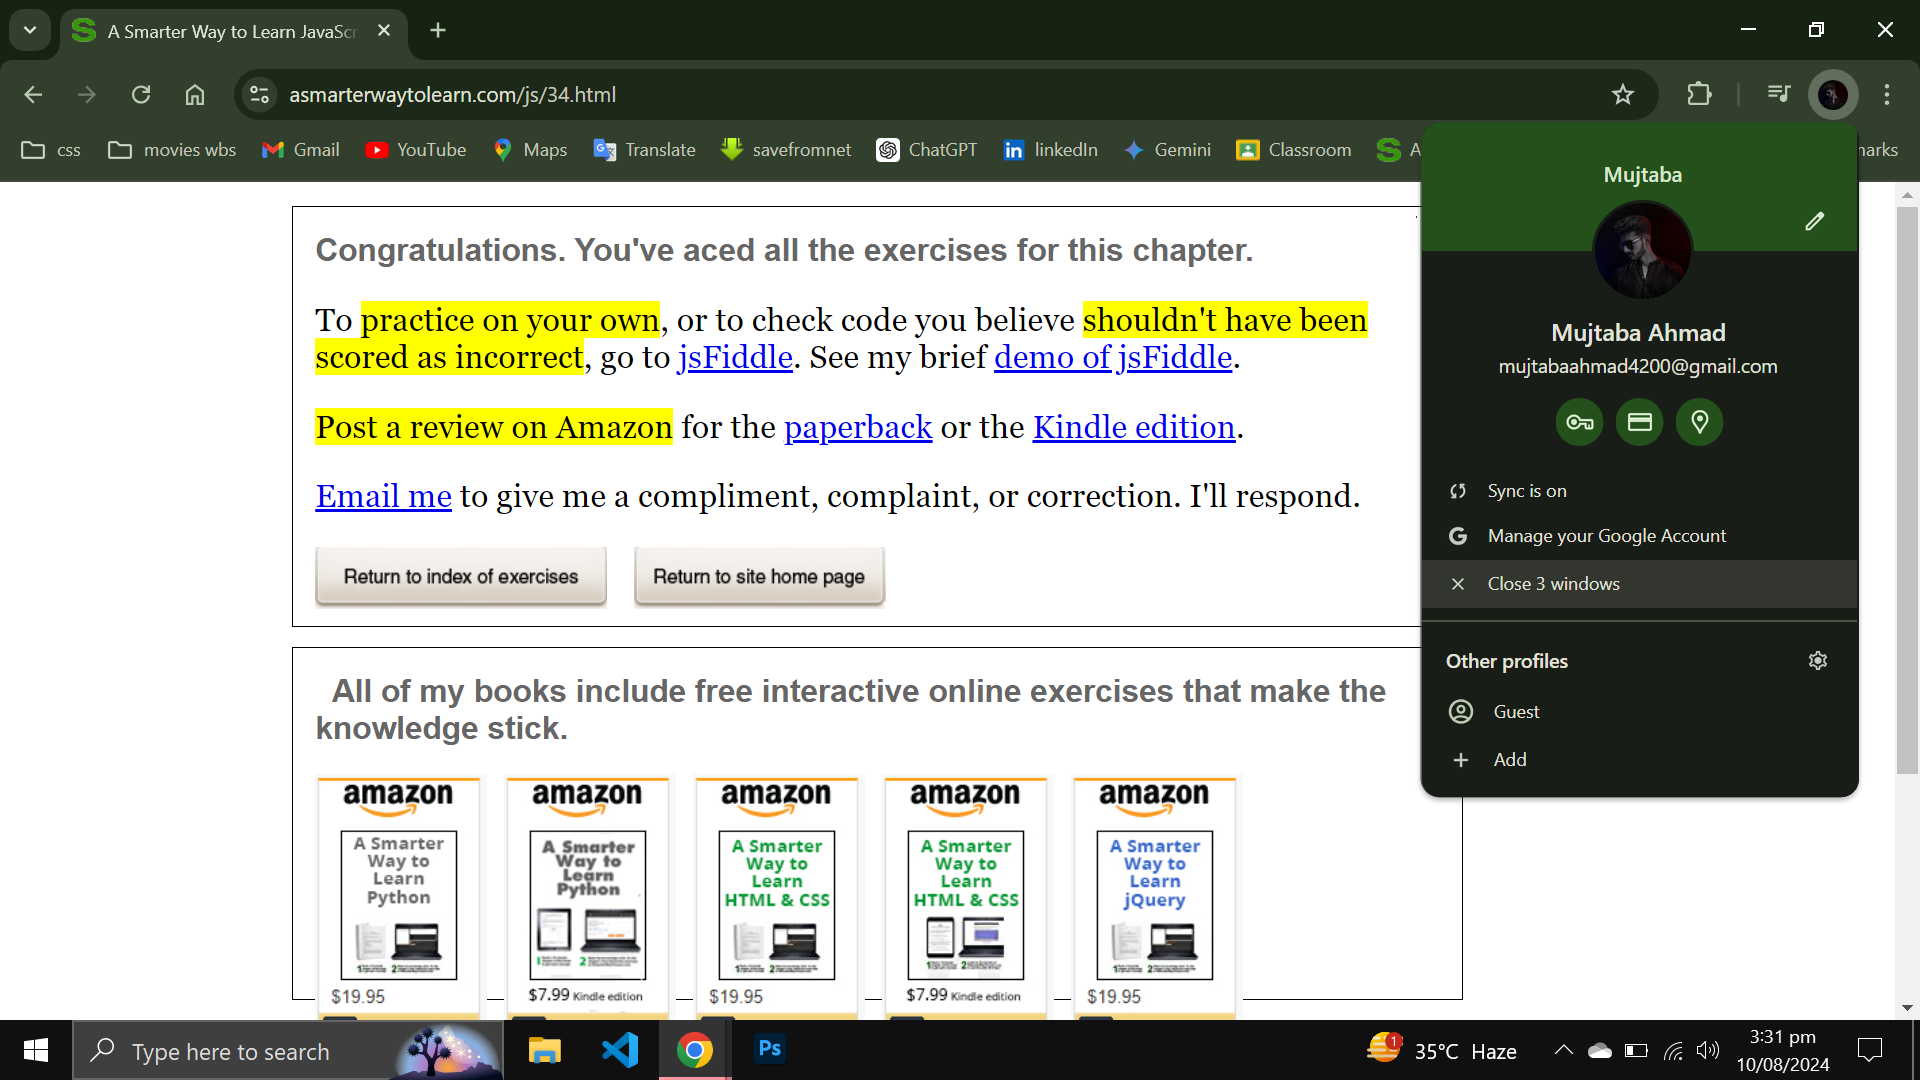 A Smarter Way to Learn JavaScr
asmarterwaytolearn.com/js/34.html
css
movies wbs
Gmail
YouTube
Maps
Translate
savefromnet
ChatGPT
linkedIn
Gemini
Classroom
A
narks
Mujtaba
Mujtaba Ahmad
mujtabaahmad4200@gmail.com
Sync is on
Manage your Google Account
Close 3 windows
Other profiles
Guest
Add
Congratulations. You've aced all the exercises for this chapter.
To practice on your own, or to check code you believe shouldn't have been
scored as incorrect, go to jsFiddle. See my brief demo of jsFiddle.
Post a review on Amazon for the paperback or the Kindle edition.
Email me to give me a compliment, complaint, or correction. I'll respond.
Return to index of exercises
Return to site home page
All of my books include free interactive online exercises that make the
knowledge stick.
amazon
A Smarter
Way to
Learn
Python
$19.95
amazon
A Smarter
Way to
Learn
Python
$7.99 Kindle edition
amazon
A Smarter
Way to
Learn
HTML & CSS
$19.95
amazon
A Smarter
Way to
Learn
HTML & CSS
$7.99 Kindle edition
amazon
A Smarter
Way to
Learn
jQuery
$19.95
Type here to search
Ps
1
35°C Haze
3:31 pm
10/08/2024